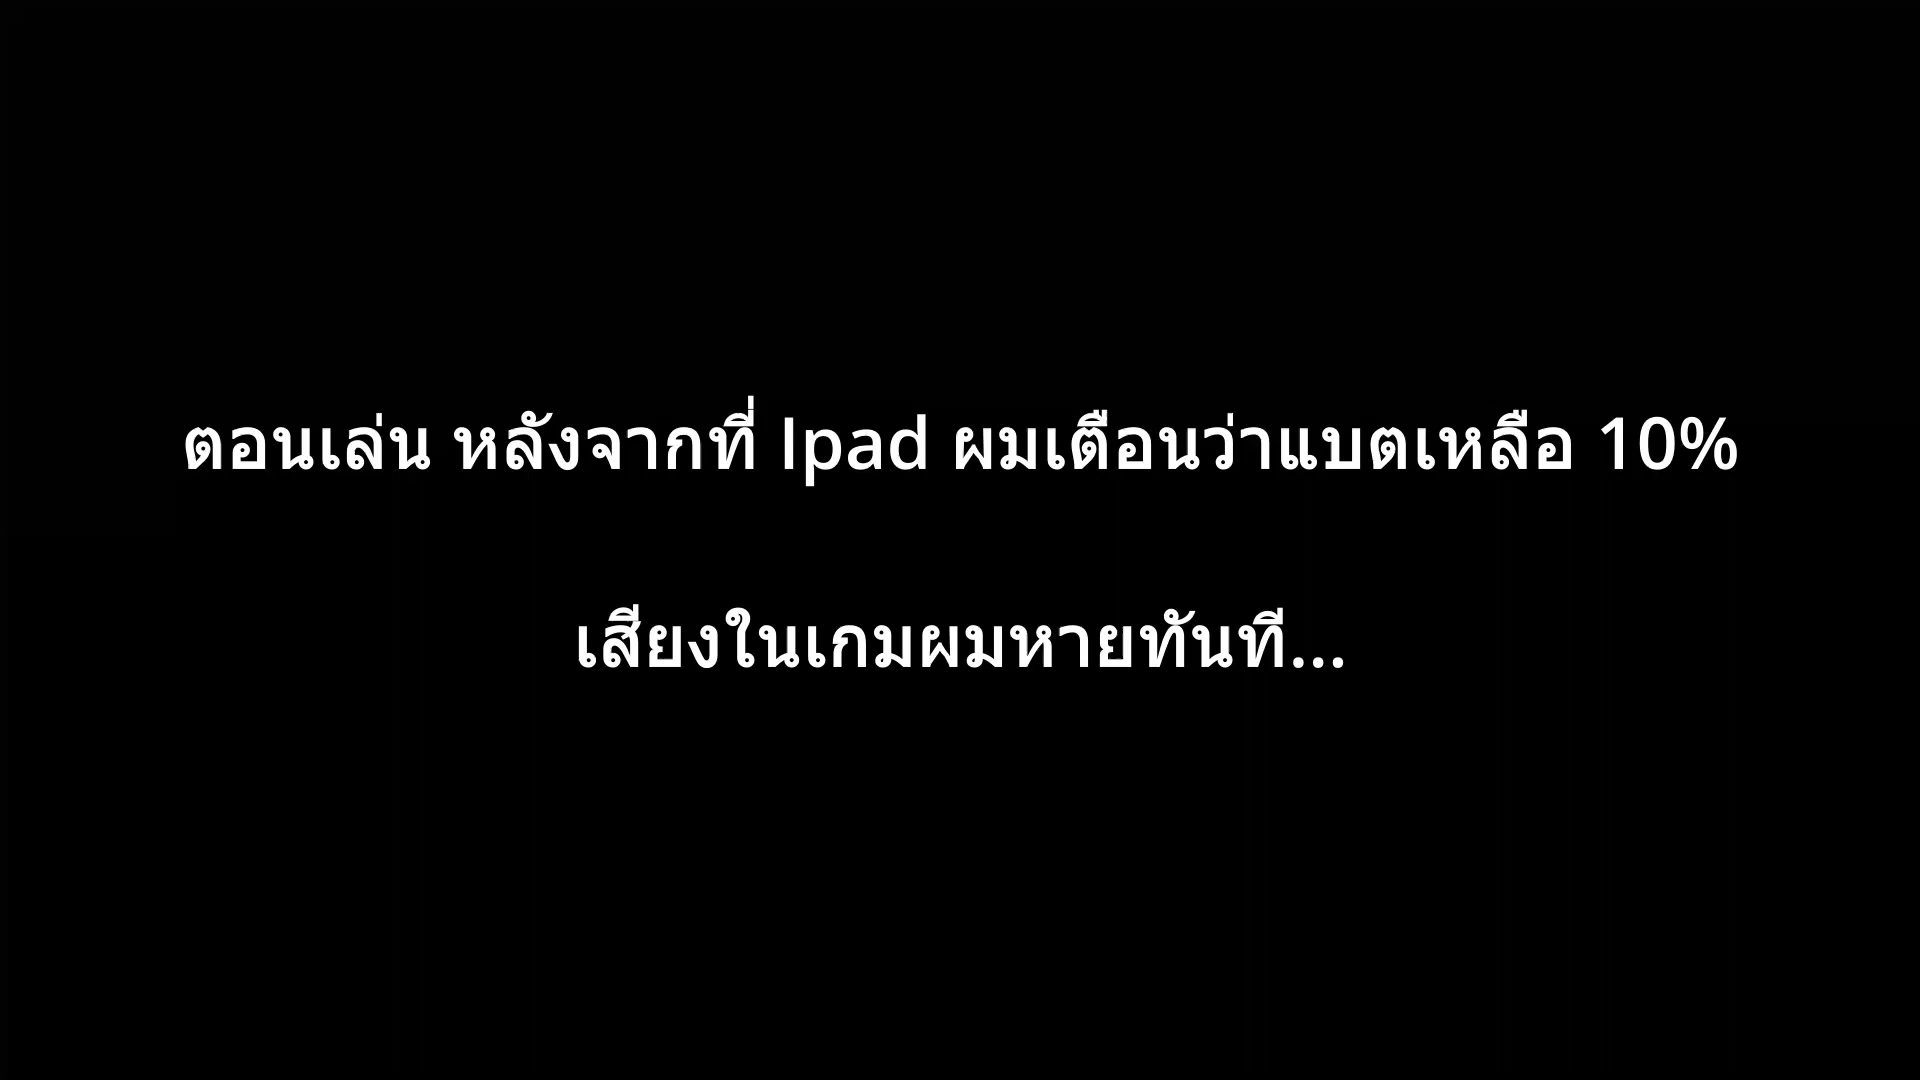 ตอนเล่น หลังจากที่ Ipad ผมเตือนว่าแบตเหลือ 10%
เสียงในเกมผมหายทันที...